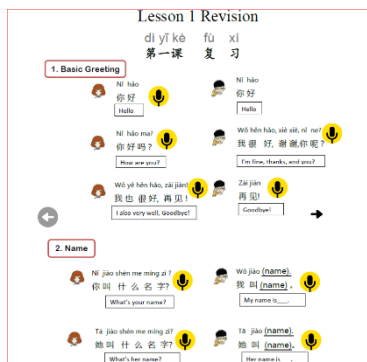 Lesson 1 Revision
dì yī kè fù xí
第一课 复 习
1. Basic Greeting
Nǐ hǎo
你 好
Hello
Nǐ hǎo
你 好
Hello
Nǐ hǎo ma?
你 好 吗？
How are you?
Wǒ hěn hǎo, xiè xiè, nǐ ne?
我 很 好, 谢谢,你 呢？
I'm fine, thanks, and you?
Wǒ yě hěn hǎo, zài jiàn!
我 也 很 好, 再 见!
I also very well, Goodbye!
Zài jiàn
再 见!
Goodbye!
2. Name
Nǐ jiào shén me míng zi ?
你 叫 什 么 名 字?
What's your name?
Wǒ jiào (name).
我 叫 (name) 。
My name is___.
Tā jiào shén me míng zi?
她 叫 什 么 名 字?
What's her name?
Tā jiào (name).
她 叫 (name) 。
Her name is___.